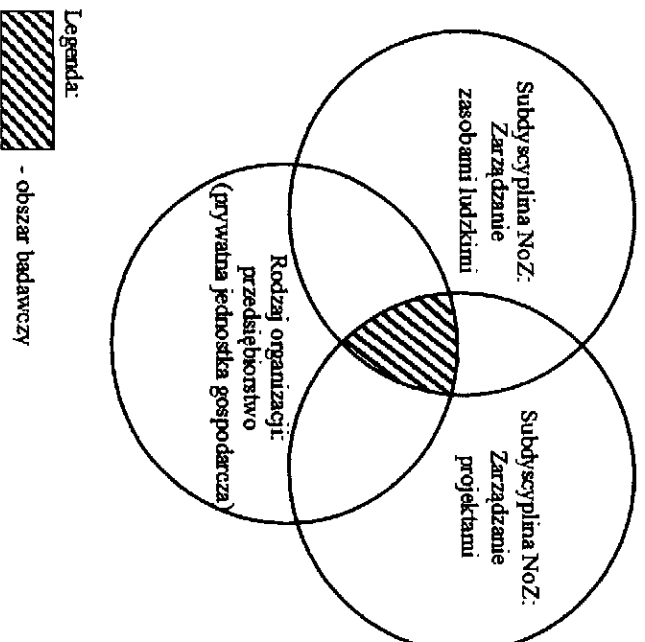 Subdyscyplina NoZ:
Zarządzanie
zasobami ludzkimi
Subdyscyplina NoZ:
Zarządzanie
projektami
Rodzaj organizacji:
przedsiębiorstwo
(prywatna jednostka gospodarcza)
Legenda:
- obszar badawczy